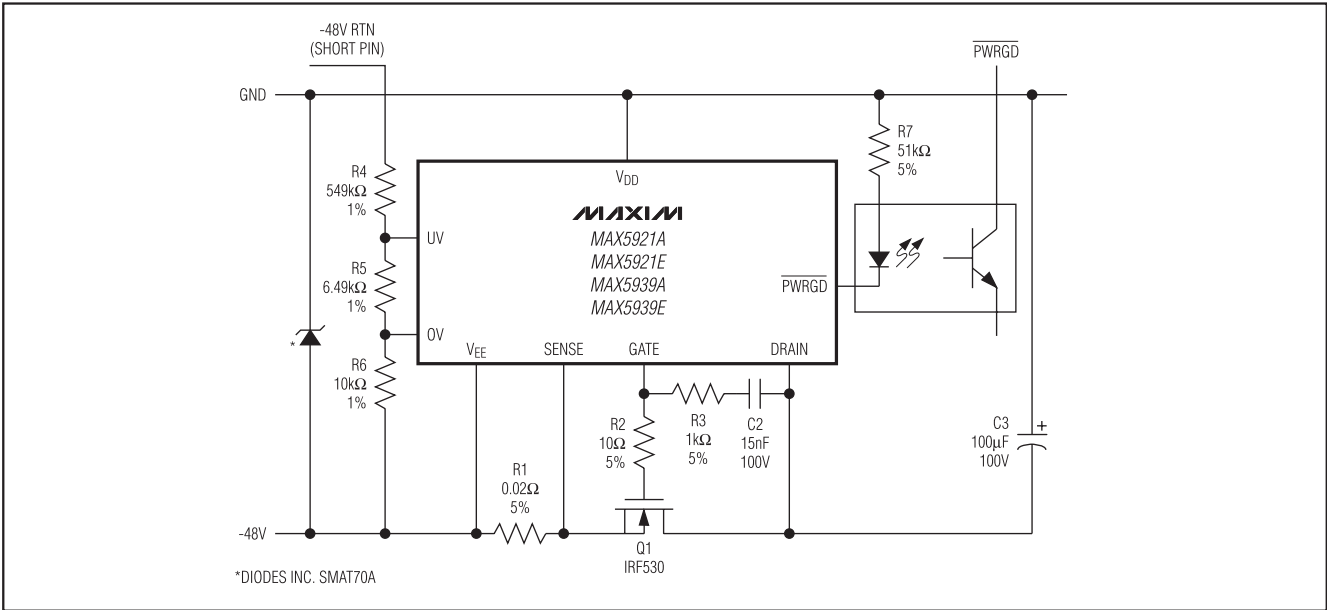 -48V RTN
(SHORT PIN)
PWRGD
GND
R7
51kΩ
5%
R4
549kΩ
1%
VDD
MAXIM
MAX5921A
MAX5921E
MAX5939A
MAX5939E
UV
R5
6.49kΩ
1%
PWRGD
OV
*
VEE
SENSE
GATE
DRAIN
R6
10kΩ
1%
R2
10Ω
5%
R3
1kΩ
5%
C2
15nF
100V
C3
100μF
100V
+
R1
0.02Ω
5%
-48V
Q1
IRF530
*DIODES INC. SMAT70A